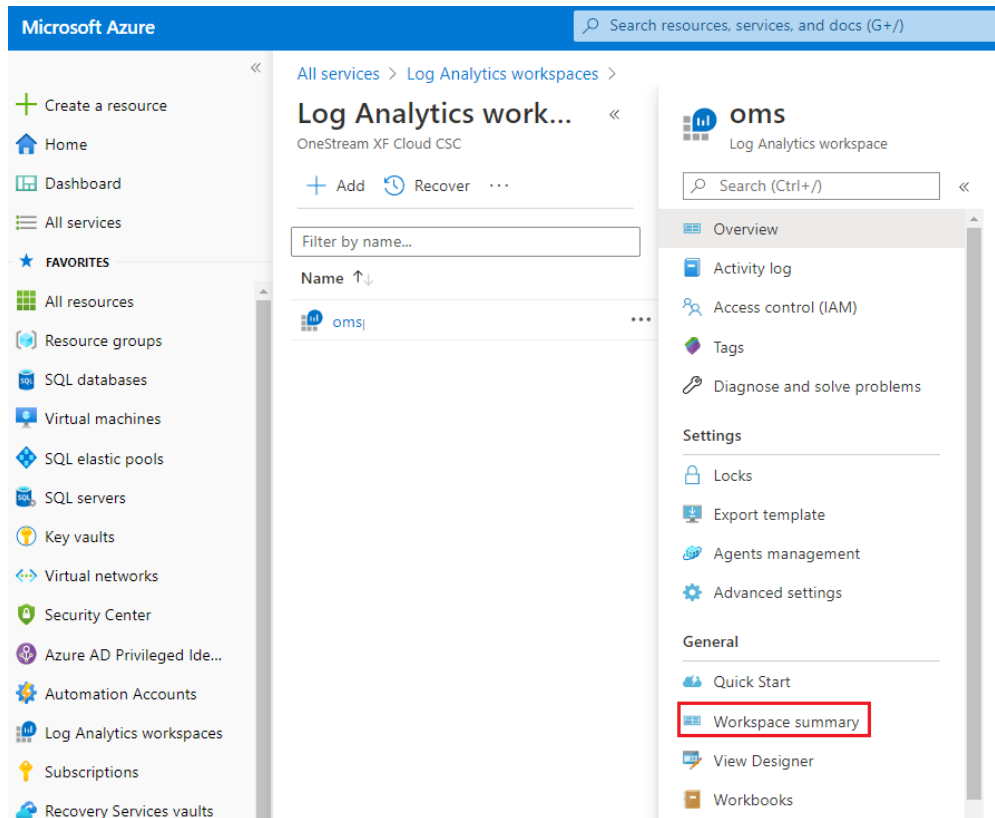 Microsoft Azure
Search resources, services, and docs (G+/)
Create a resource
Home
Dashboard
All services
FAVORITES
All resources
Resource groups
SQL databases
Virtual machines
SQL elastic pools
SQL servers
Key vaults
Virtual networks
Security Center
Azure AD Privileged Ide...
Automation Accounts
Log Analytics workspaces
Subscriptions
Recovery Services vaults
All services > Log Analytics workspaces >
Log Analytics work...
OneStream XF Cloud CSC
Add Recover ...
Filter by name...
Name
oms
oms
Log Analytics workspace
Search (Ctrl+/)
Overview
Activity log
Access control (IAM)
Tags
Diagnose and solve problems
Settings
Locks
Export template
Agents management
Advanced settings
General
Quick Start
Workspace summary
View Designer
Workbooks